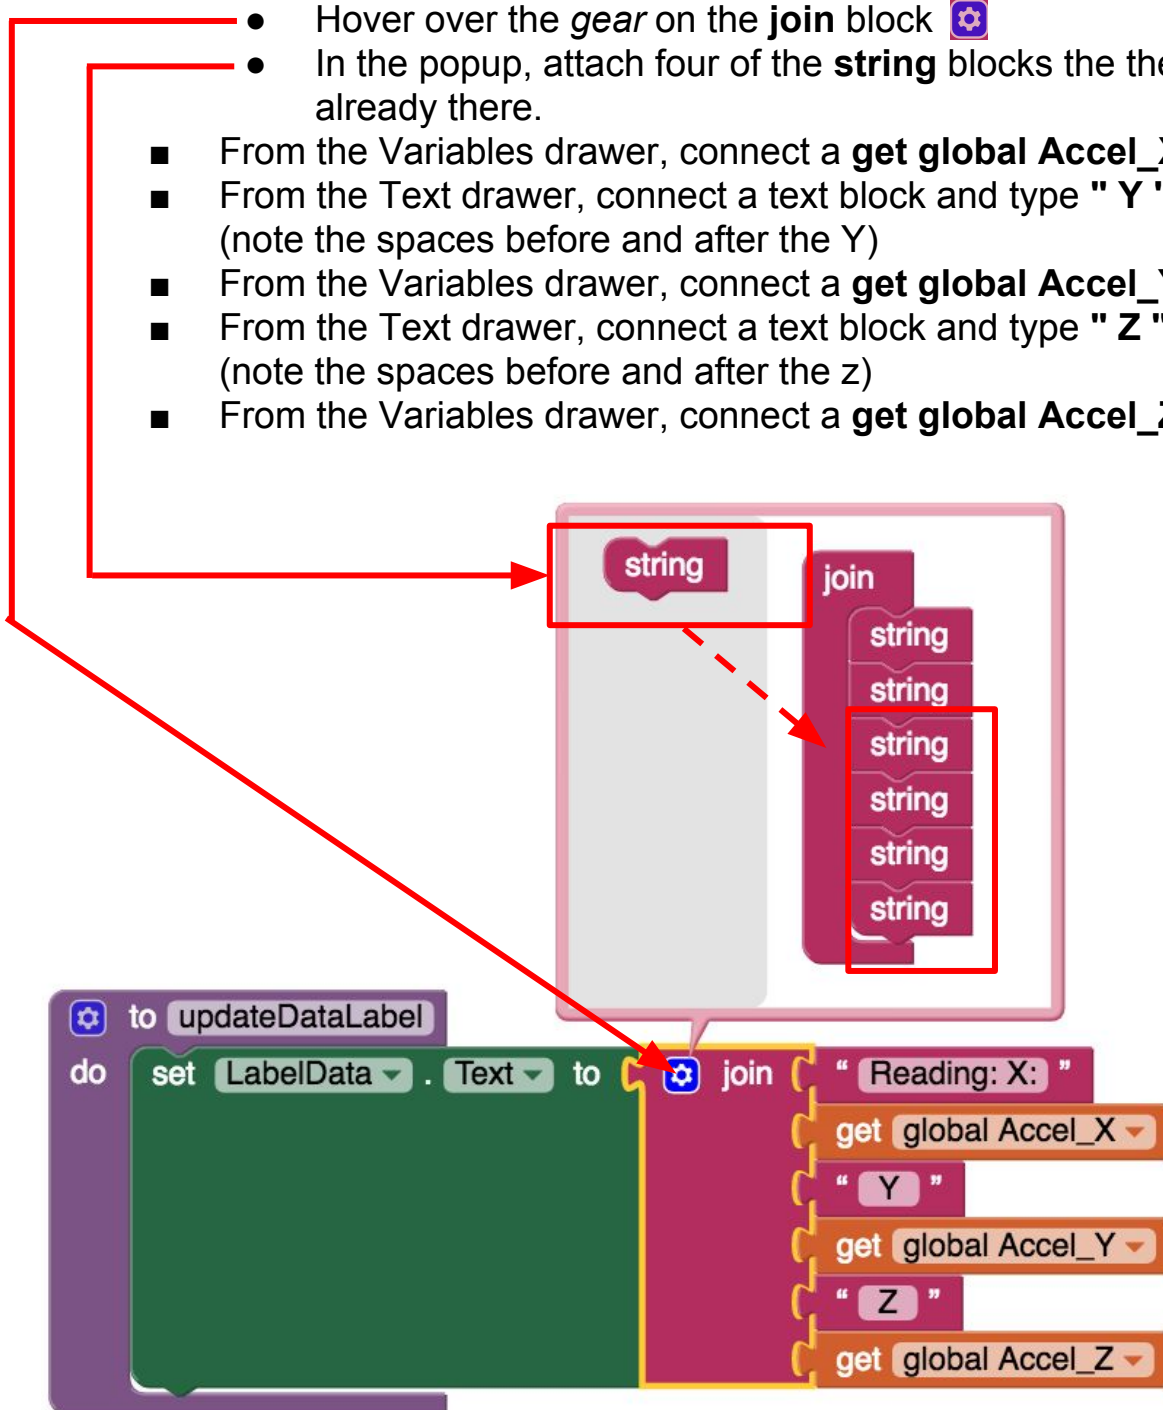 ● Hover over the gear on the join block
● In the popup, attach four of the string blocks the the
already there.
■ From the Variables drawer, connect a get global Accel_X
■ From the Text drawer, connect a text block and type " Y "
(note the spaces before and after the Y)
■ From the Variables drawer, connect a get global Accel_Y
■ From the Text drawer, connect a text block and type " Z "
(note the spaces before and after the z)
■ From the Variables drawer, connect a get global Accel_Z
string
join
string
string
string
string
string
string
to updateDataLabel
do set LabelData . Text to join “ Reading: X: ”
get global Accel_X
“ Y ”
get global Accel_Y
“ Z ”
get global Accel_Z